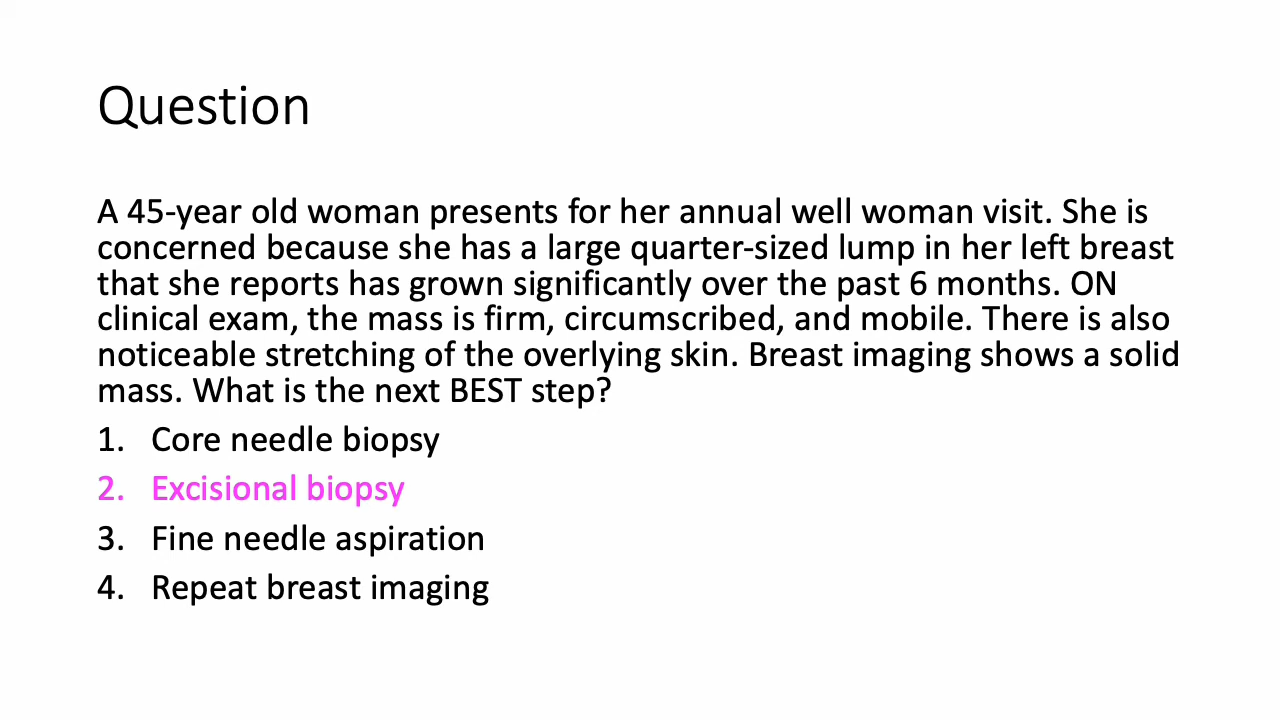 Question
A 45-year old woman presents for her annual well woman visit. She is
concerned because she has a large quarter-sized lump in her left breast
that she reports has grown significantly over the past 6 months. ON
clinical exam, the mass is firm, circumscribed, and mobile. There is also
noticeable stretching of the overlying skin. Breast imaging shows a solid
mass. What is the next BEST step?
1. Core needle biopsy
2. Excisional biopsy
3. Fine needle aspiration
4. Repeat breast imaging